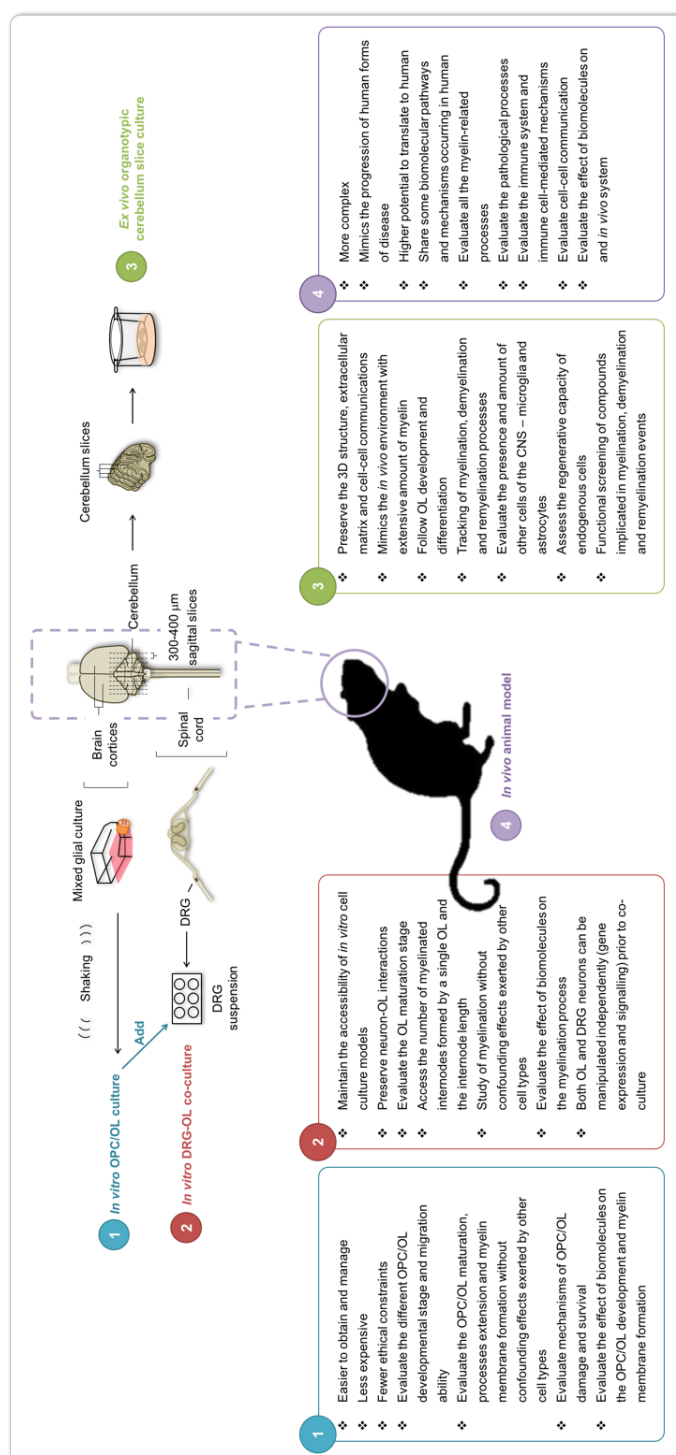 1
In vitro OPC/OL culture
2
In vitro DRG-OL co-culture
Add
(((  Shaking  )))
Mixed glial culture
DRG
suspension
DRG
Brain
cortices
Spinal
cord
Cerebellum
300-400 µm
sagittal slices
Cerebellum slices
3
Ex vivo organotypic
cerebellum slice culture
4
In vivo animal model
1
❖ Easier to obtain and manage
❖ Less expensive
❖ Fewer ethical constraints
❖ Evaluate the different OPC/OL
developmental stage and migration
ability
❖ Evaluate the OPC/OL maturation,
processes extension and myelin
membrane formation without
confounding effects exerted by other
cell types
❖ Evaluate mechanisms of OPC/OL
damage and survival
❖ Evaluate the effect of biomolecules on
the OPC/OL development and myelin
membrane formation
2
❖ Maintain the accessibility of in vitro cell
culture models
❖ Preserve neuron-OL interactions
❖ Evaluate the OL maturation stage
❖ Access the number of myelinated
internodes formed by a single OL and
the internode length
❖ Study of myelination without
confounding effects exerted by other
cell types
❖ Evaluate the effect of biomolecules on
the myelination process
❖ Both OL and DRG neurons can be
manipulated independently (gene
expression and signalling) prior to co-
culture
3
❖ Preserve the 3D structure, extracellular
matrix and cell-cell communications
❖ Mimics the in vivo environment with
extensive amount of myelin
❖ Follow OL development and
differentiation
❖ Tracking of myelination, demyelination
and remyelination processes
❖ Evaluate the presence and amount of
other cells of the CNS – microglia and
astrocytes
❖ Assess the regenerative capacity of
endogenous cells
❖ Functional screening of compounds
implicated in myelination, demyelination
and remyelination events
4
❖ More complex
❖ Mimics the progression of human forms
of disease
❖ Higher potential to translate to human
❖ Share some biomolecular pathways
and mechanisms occurring in human
❖ Evaluate all the myelin-related
processes
❖ Evaluate the pathological processes
❖ Evaluate the immune system and
immune cell-mediated mechanisms
❖ Evaluate cell-cell communication
❖ Evaluate the effect of biomolecules on
and in vivo system